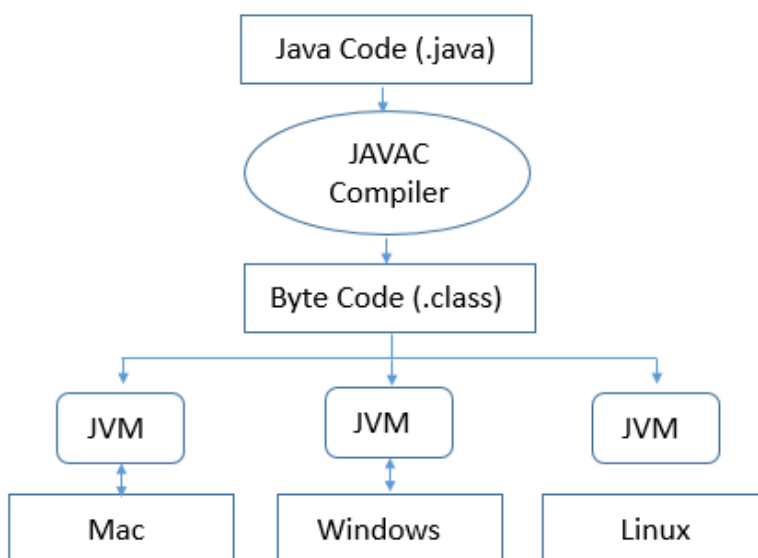 Java Code (.java)
JAVAC
Compiler
Byte Code (.class)
JVM
JVM
JVM
Mac
Windows
Linux